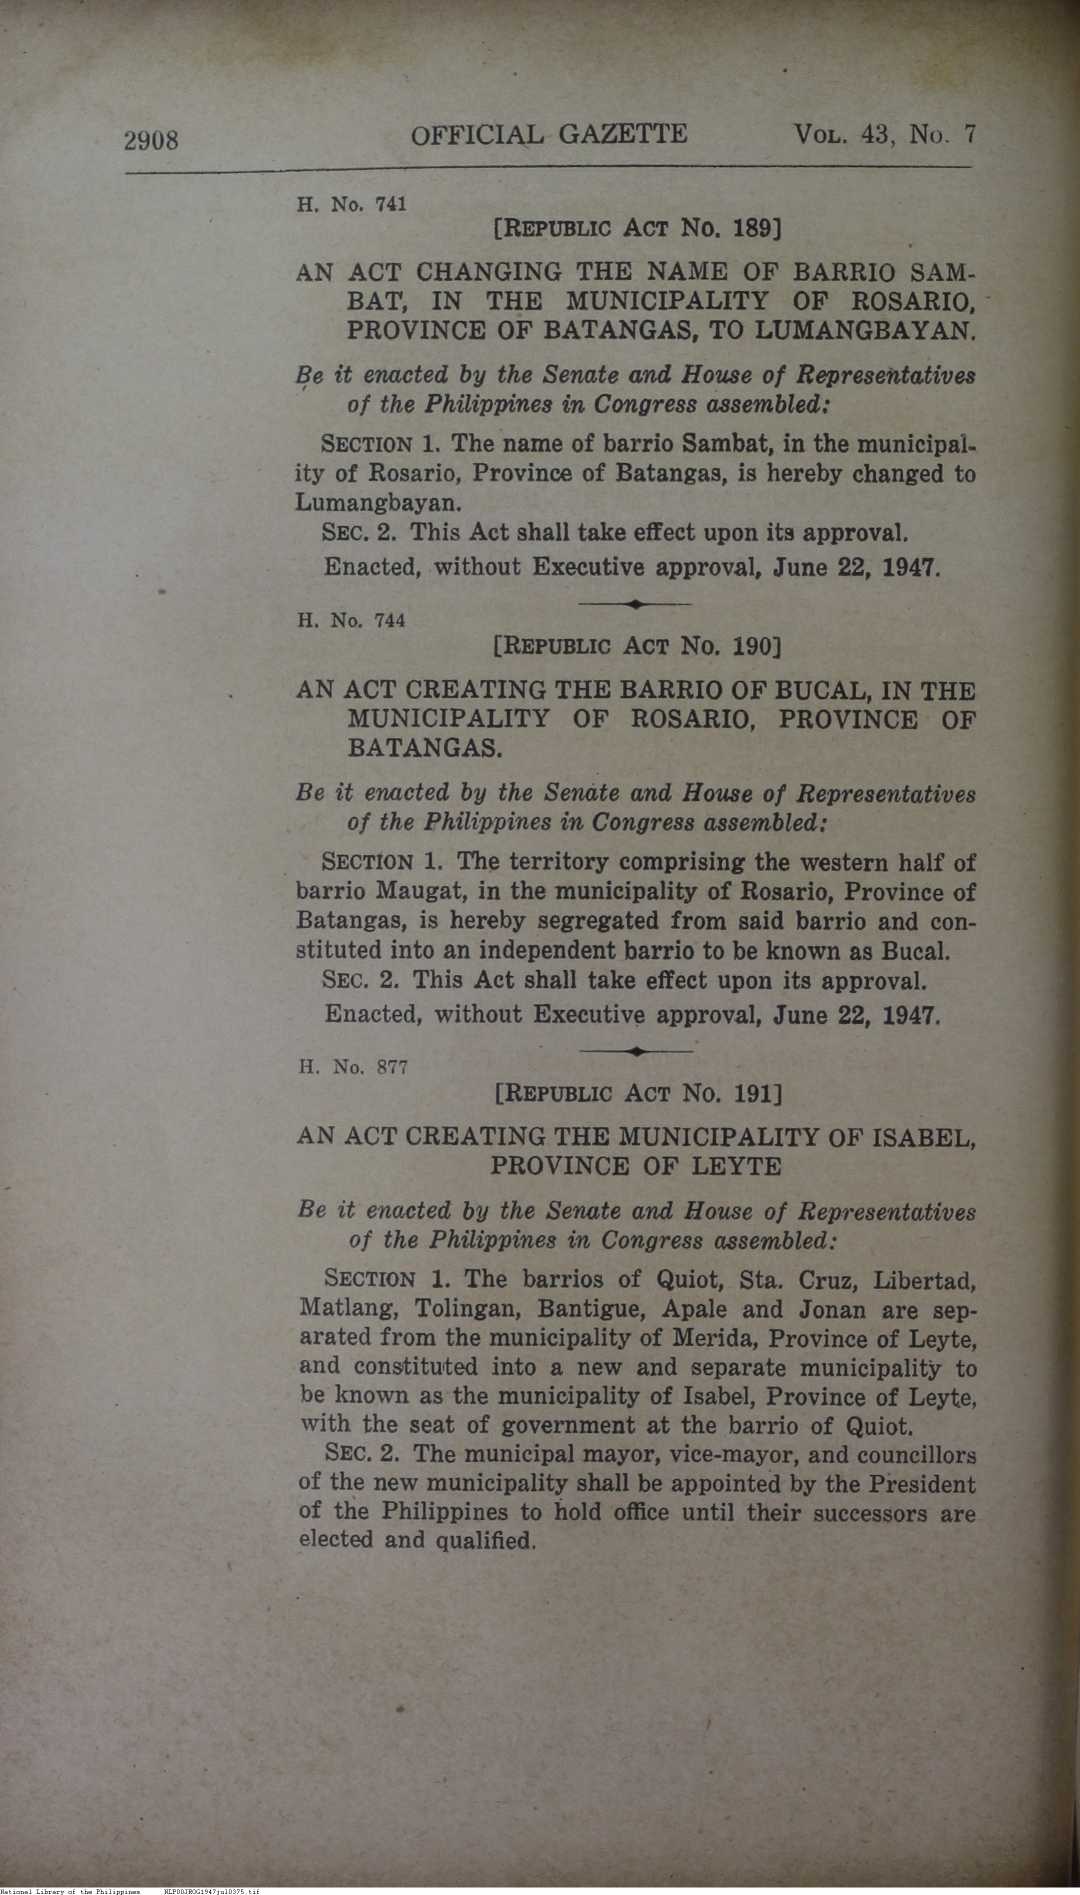 2908 OFFICIAL GAZETTE VOL. 43, No. 7
H. No. 741
[REPUBLIC ACT NO. 189]
AN ACT CHANGING THE NAME OF BARRIO SAM-
BAT, IN THE MUNICIPALITY OF ROSARIO,
PROVINCE OF BATANGAS, TO LUMANGBAYAN.
Be it enacted by the Senate and House of Representatives
of the Philippines in Congress assembled:
SECTION 1. The name of barrio Sambat, in the municipal-
ity of Rosario, Province of Batangas, is hereby changed to
Lumangbayan.
SEC. 2. This Act shall take effect upon its approval.
Enacted, without Executive approval, June 22, 1947.
H. No. 744
[REPUBLIC ACT NO. 190]
AN ACT CREATING THE BARRIO OF BUCAL, IN THE
MUNICIPALITY OF ROSARIO, PROVINCE OF
BATANGAS.
Be it enacted by the Senate and House of Representatives
of the Philippines in Congress assembled:
SECTION 1. The territory comprising the western half of
barrio Maugat, in the municipality of Rosario, Province of
Batangas, is hereby segregated from said barrio and con-
stituted into an independent barrio to be known as Bucal.
SEC. 2. This Act shall take effect upon its approval.
Enacted, without Executive approval, June 22, 1947.
H. No. 877
[REPUBLIC ACT NO. 191]
AN ACT CREATING THE MUNICIPALITY OF ISABEL,
PROVINCE OF LEYTE
Be it enacted by the Senate and House of Representatives
of the Philippines in Congress assembled:
SECTION 1. The barrios of Quiot, Sta. Cruz, Libertad,
Matlang, Tolingan, Bantigue, Apale and Jonan are sep-
arated from the municipality of Merida, Province of Leyte,
and constituted into a new and separate municipality to
be known as the municipality of Isabel, Province of Leyte,
with the seat of government at the barrio of Quiot.
SEC. 2. The municipal mayor, vice-mayor, and councillors
of the new municipality shall be appointed by the President
of the Philippines to hold office until their successors are
elected and qualified.
National Library of the Philippines NLP00JROG1947jul0375.tif